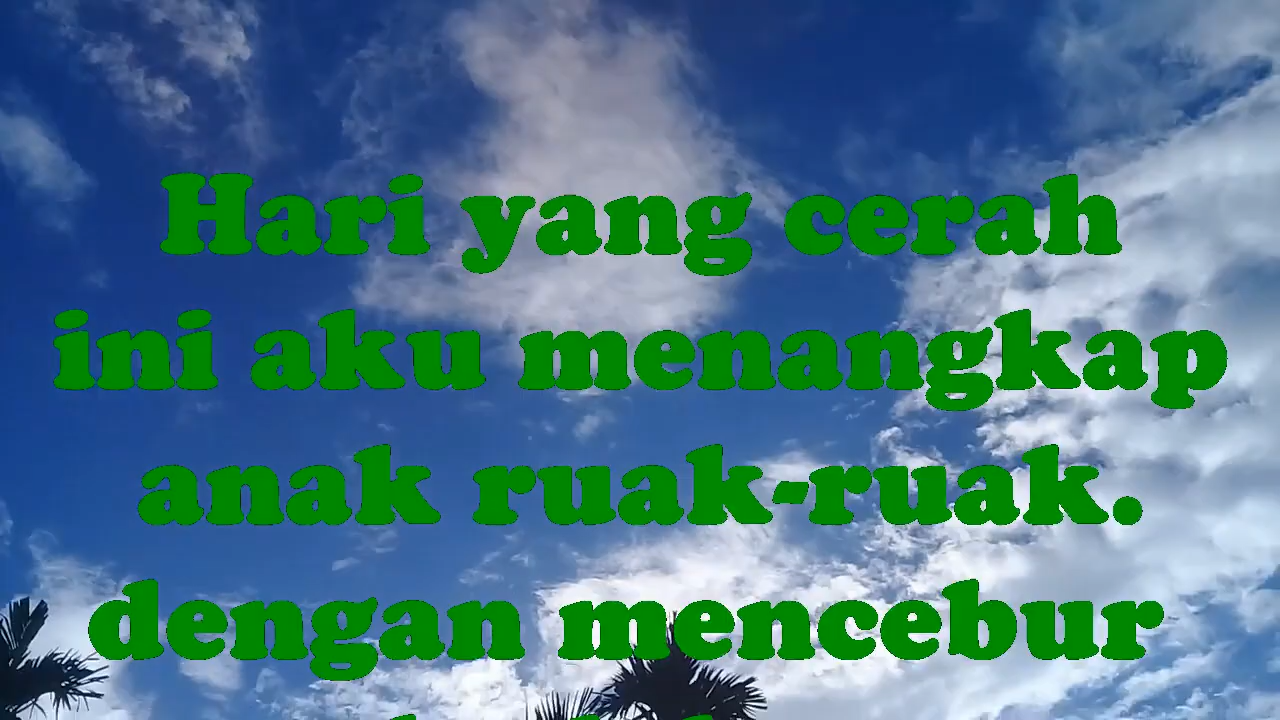 Hari yang cerah
ini aku menangkap
anak ruak-ruak.
dengan mencebur